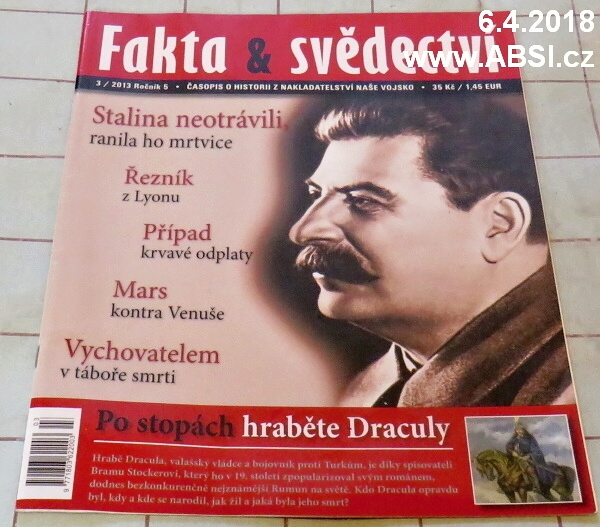 6.4.2018
www.ABSI.cz
Fakta & svědectví
3 / 2013 Ročník 5 • ČASOPIS O HISTORII Z NAKLADATELSTVÍ NAŠE VOJSKO • 35 Kč / 1,45 EUR
Stalina neotrávili,
ranila ho mrtvice
Řezník
z Lyonu
Případ
krvavé odplaty
Mars
kontra Venuše
Vychovatelem
v táboře smrti
Po stopách hraběte Draculy
Hrabě Dracula, valašský vládce a bojovník proti Turkům, je díky spisovateli
Bramu Stockerovi, který ho v 19. století zpopularizoval svým románem,
dodnes bezkonkurenčně nejznámější Rumun na světě. Kdo Dracula opravdu
byl, kdy a kde se narodil, jak žil a jaká byla jeho smrt?
03
9 771803 622003